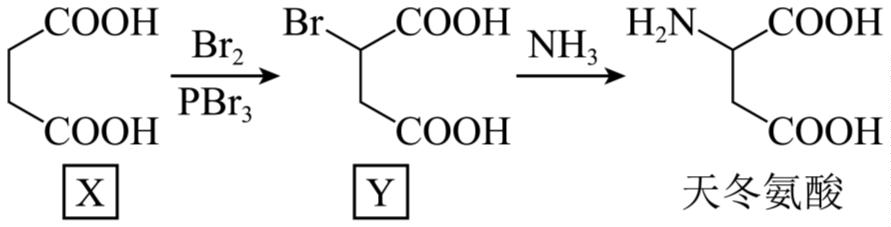 COOH Br₂ Br COOH NH₃ H₂N COOH
COOH PBr₃ COOH COOH
X Y 天冬氨酸